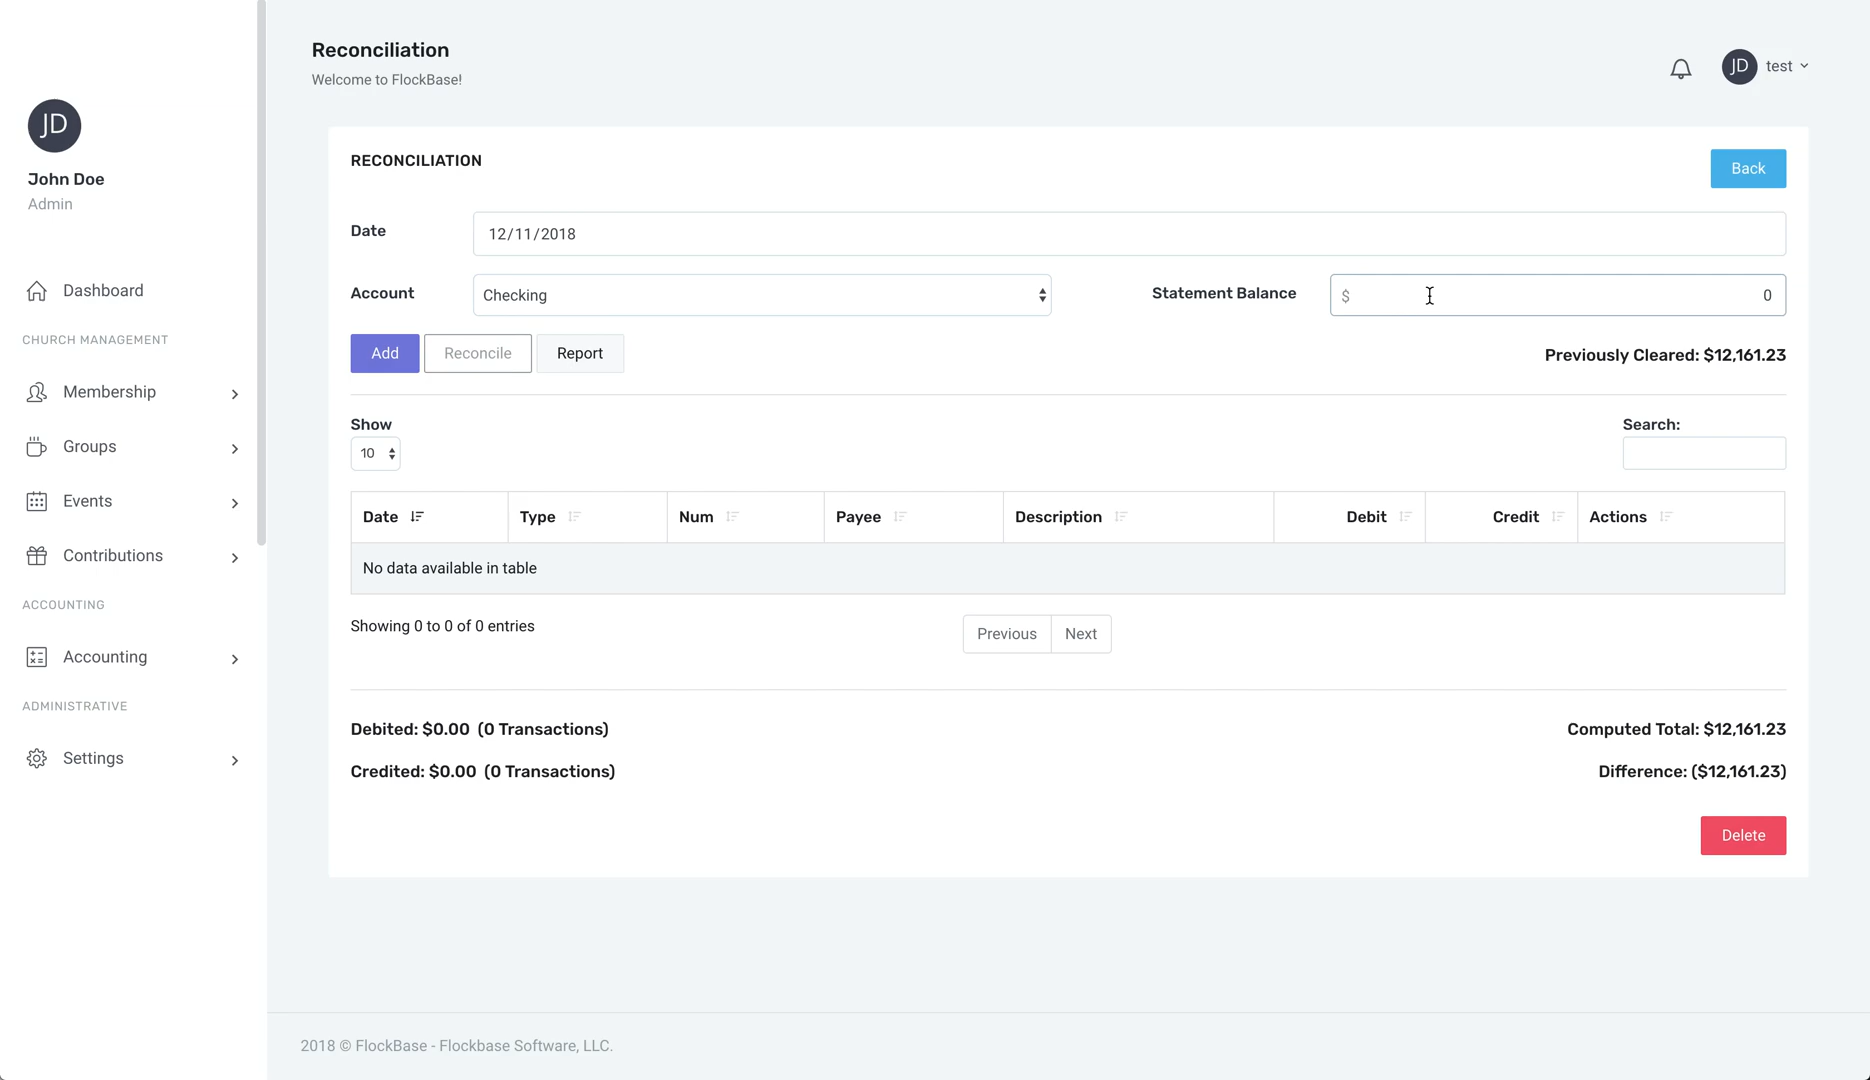 Reconciliation
Welcome to FlockBase!
JD test
JD
John Doe
Admin
Dashboard
CHURCH MANAGEMENT
Membership
Groups
Events
Contributions
ACCOUNTING
Accounting
ADMINISTRATIVE
Settings
RECONCILIATION
Back
Date 12/11/2018
Account Checking Statement Balance $ 0
Add Reconcile Report Previously Cleared: $12,161.23
Show Search:
10
Date Type Num Payee Description Debit Credit Actions
No data available in table
Showing 0 to 0 of 0 entries Previous Next
Debited: $0.00 (0 Transactions) Computed Total: $12,161.23
Credited: $0.00 (0 Transactions) Difference: ($12,161.23)
Delete
2018 © FlockBase - Flockbase Software, LLC.